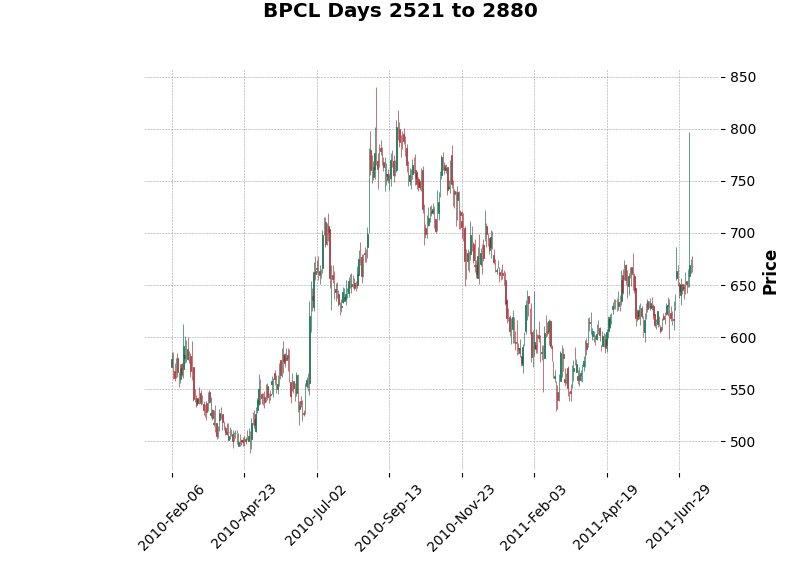 BPCL Days 2521 to 2880
850
800
750
700
650
600
550
500
Price
2010-Feb-06
2010-Apr-23
2010-Jul-02
2010-Sep-13
2010-Nov-23
2011-Feb-03
2011-Apr-19
2011-Jun-29